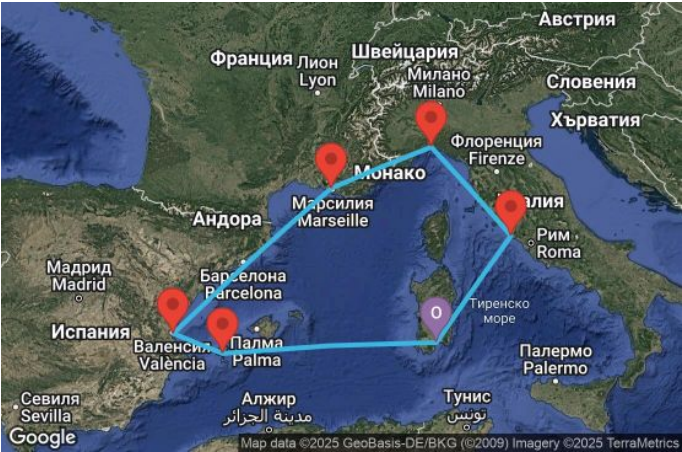 Австрия
Франция
Лион
Lyon
Швейцария
Милано
Milano
Словения
Хърватия
Флоренция
Firenze
Монако
Марсилия
Marseille
Андора
алия
Рим
Roma
Мадрид
Madrid
Барселона
Barcelona
O
Тиренско
море
Испания
Валенсия
València
Палма
Palma
Палермо
Palermo
Севиля
Sevilla
Алжир
مدينة الجزائر
Тунис
تونس
Google
Map data ©2025 GeoBasis-DE/BKG (©2009) Imagery ©2025 TerraMetrics